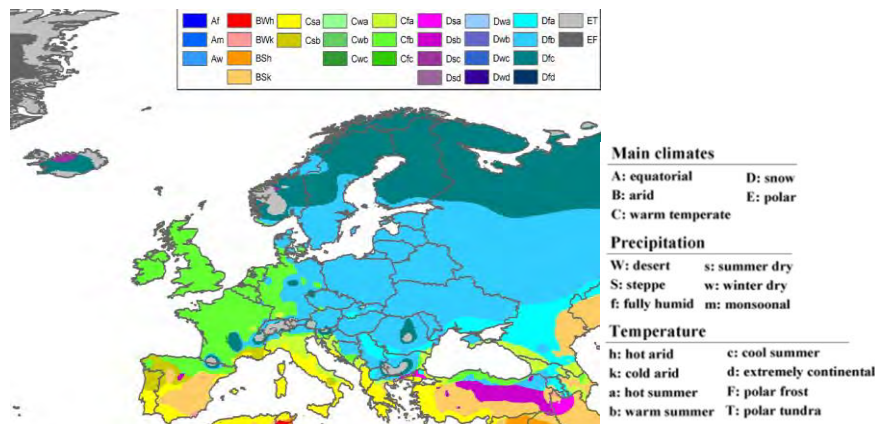 Af BWh Csa Cwa Cfa Dsa Dwa Dfa ET
Am BWk Csb Cwb Cfb Dsb Dwb Dfb EF
Aw BSh Cwc Cfc Dsc Dwc Dfc
BSk Dsd Dwd Dfd
Main climates
A: equatorial D: snow
B: arid E: polar
C: warm temperate
Precipitation
W: desert s: summer dry
S: steppe w: winter dry
f: fully humid m: monsoonal
Temperature
h: hot arid c: cool summer
k: cold arid d: extremely continental
a: hot summer F: polar frost
b: warm summer T: polar tundra